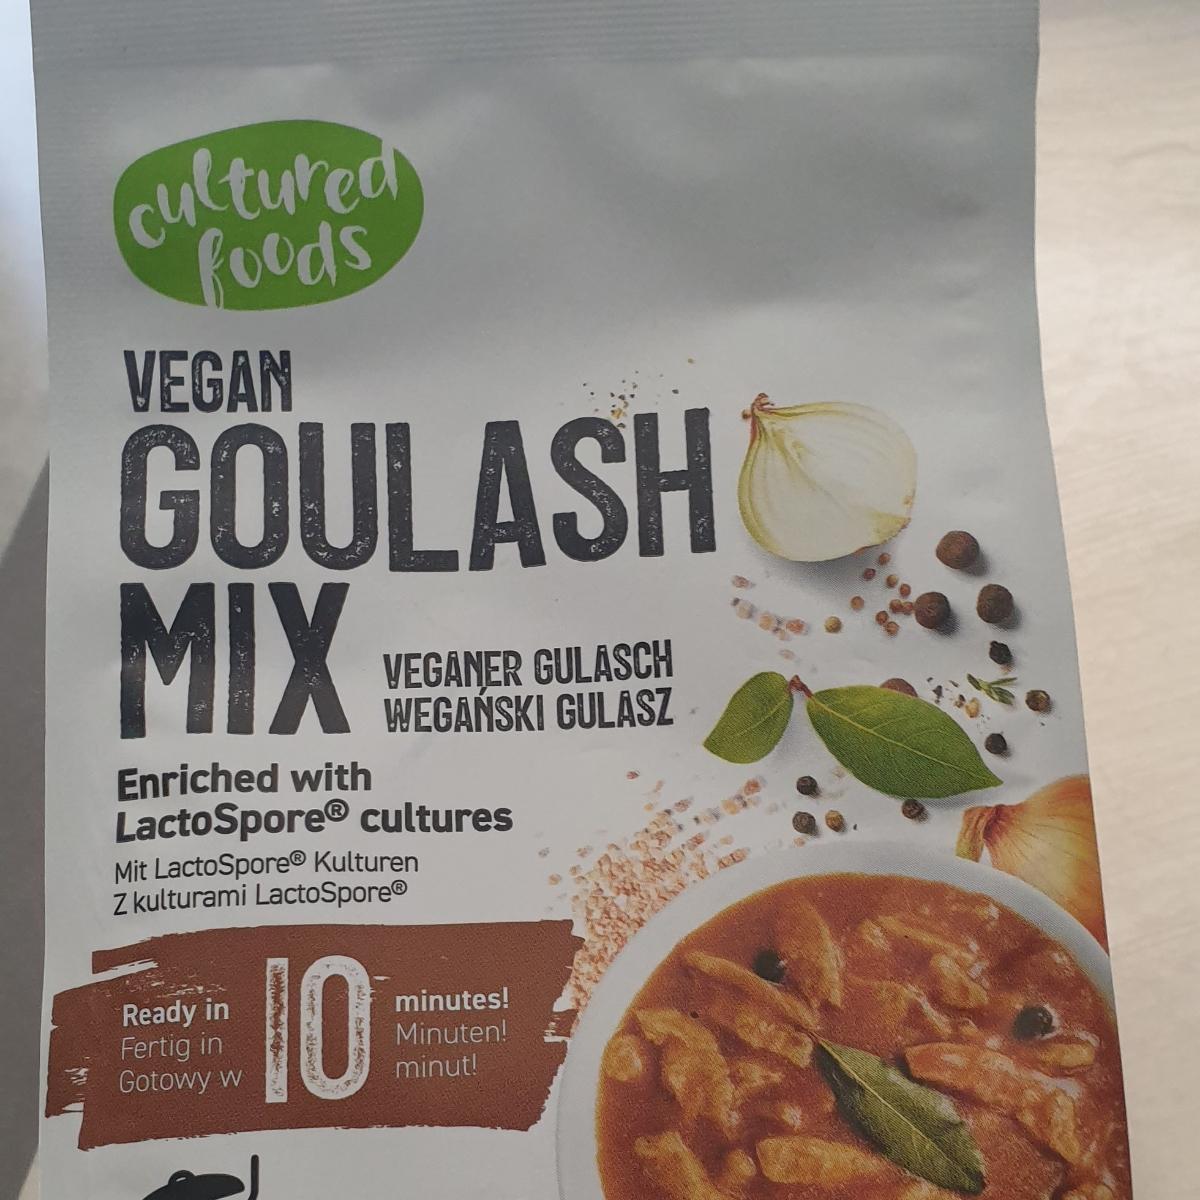 cultured
foods
VEGAN
GOULASH
MIX
VEGANER GULASCH
WEGAŃSKI GULASZ
Enriched with
LactoSpore® cultures
Mit LactoSpore® Kulturen
Z kulturami LactoSpore®
Ready in 10 minutes!
Fertig in Minuten!
Gotowy w minut!